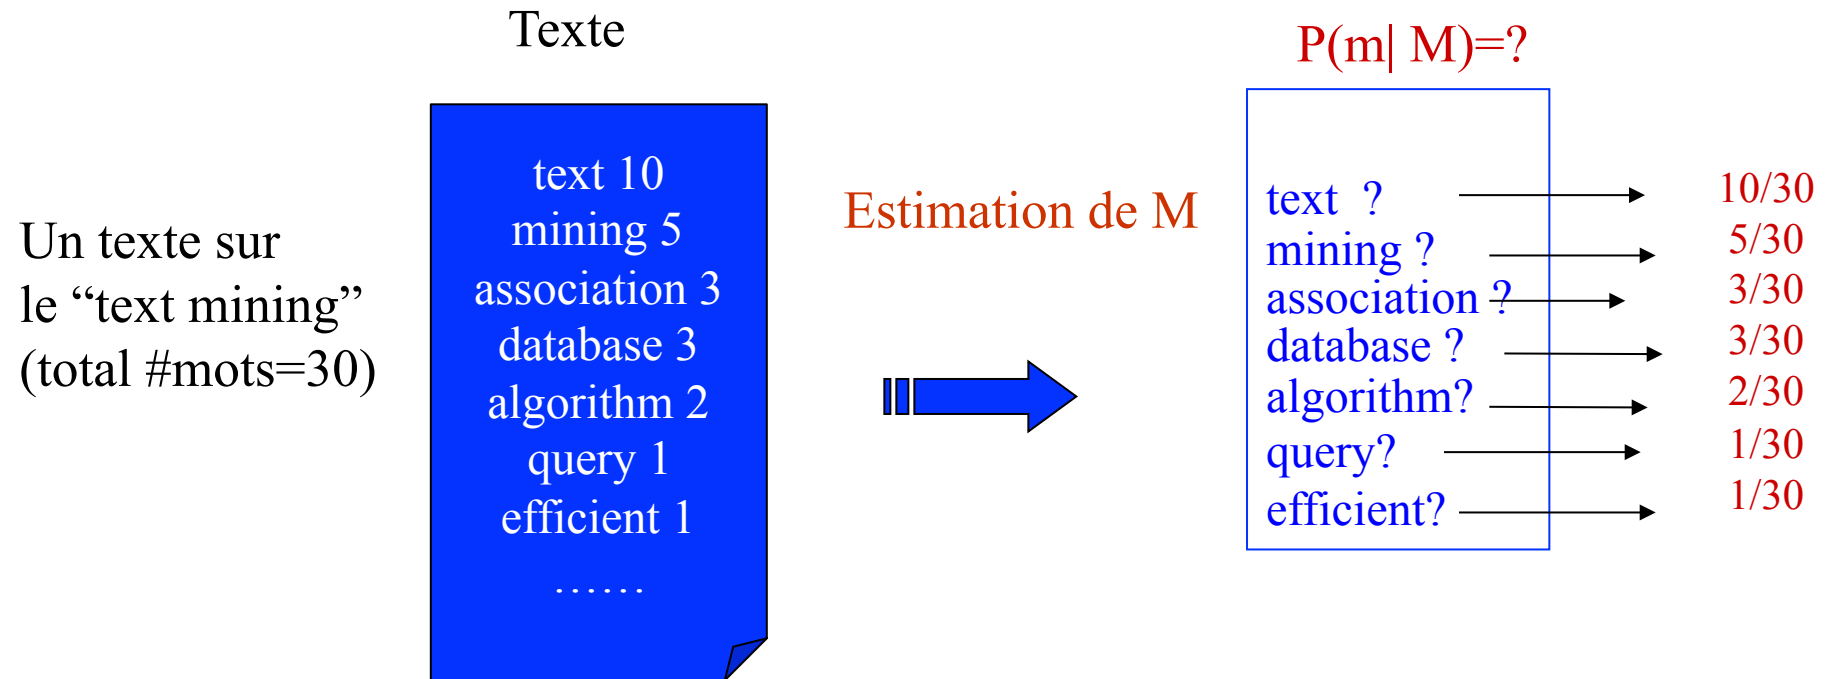 Texte
P(m| M)=?
Un texte sur
le “text mining”
(total #mots=30)
text 10
mining 5
association 3
database 3
algorithm 2
query 1
efficient 1
……
Estimation de M
text ?
mining ?
association ?
database ?
algorithm?
query?
efficient?
10/30
5/30
3/30
3/30
2/30
1/30
1/30